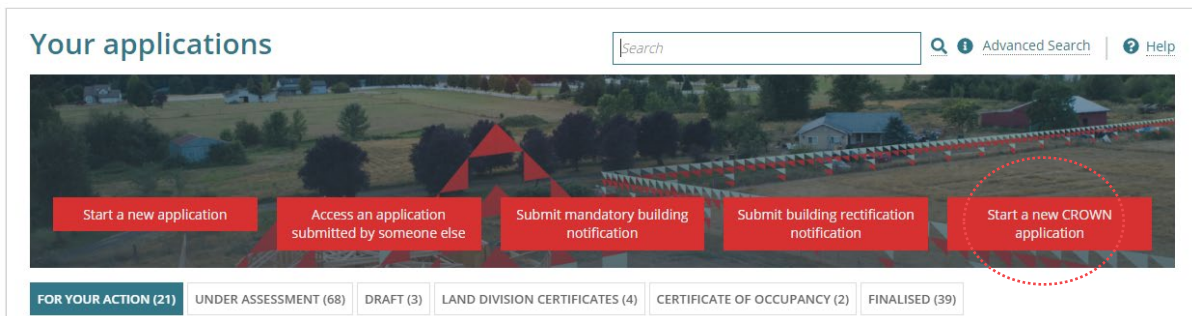 Your applications
Search
Advanced Search
Help
Start a new application
Access an application
submitted by someone else
Submit mandatory building
notification
Submit building rectification
notification
Start a new CROWN
application
FOR YOUR ACTION (21)
UNDER ASSESSMENT (68)
DRAFT (3)
LAND DIVISION CERTIFICATES (4)
CERTIFICATE OF OCCUPANCY (2)
FINALISED (39)